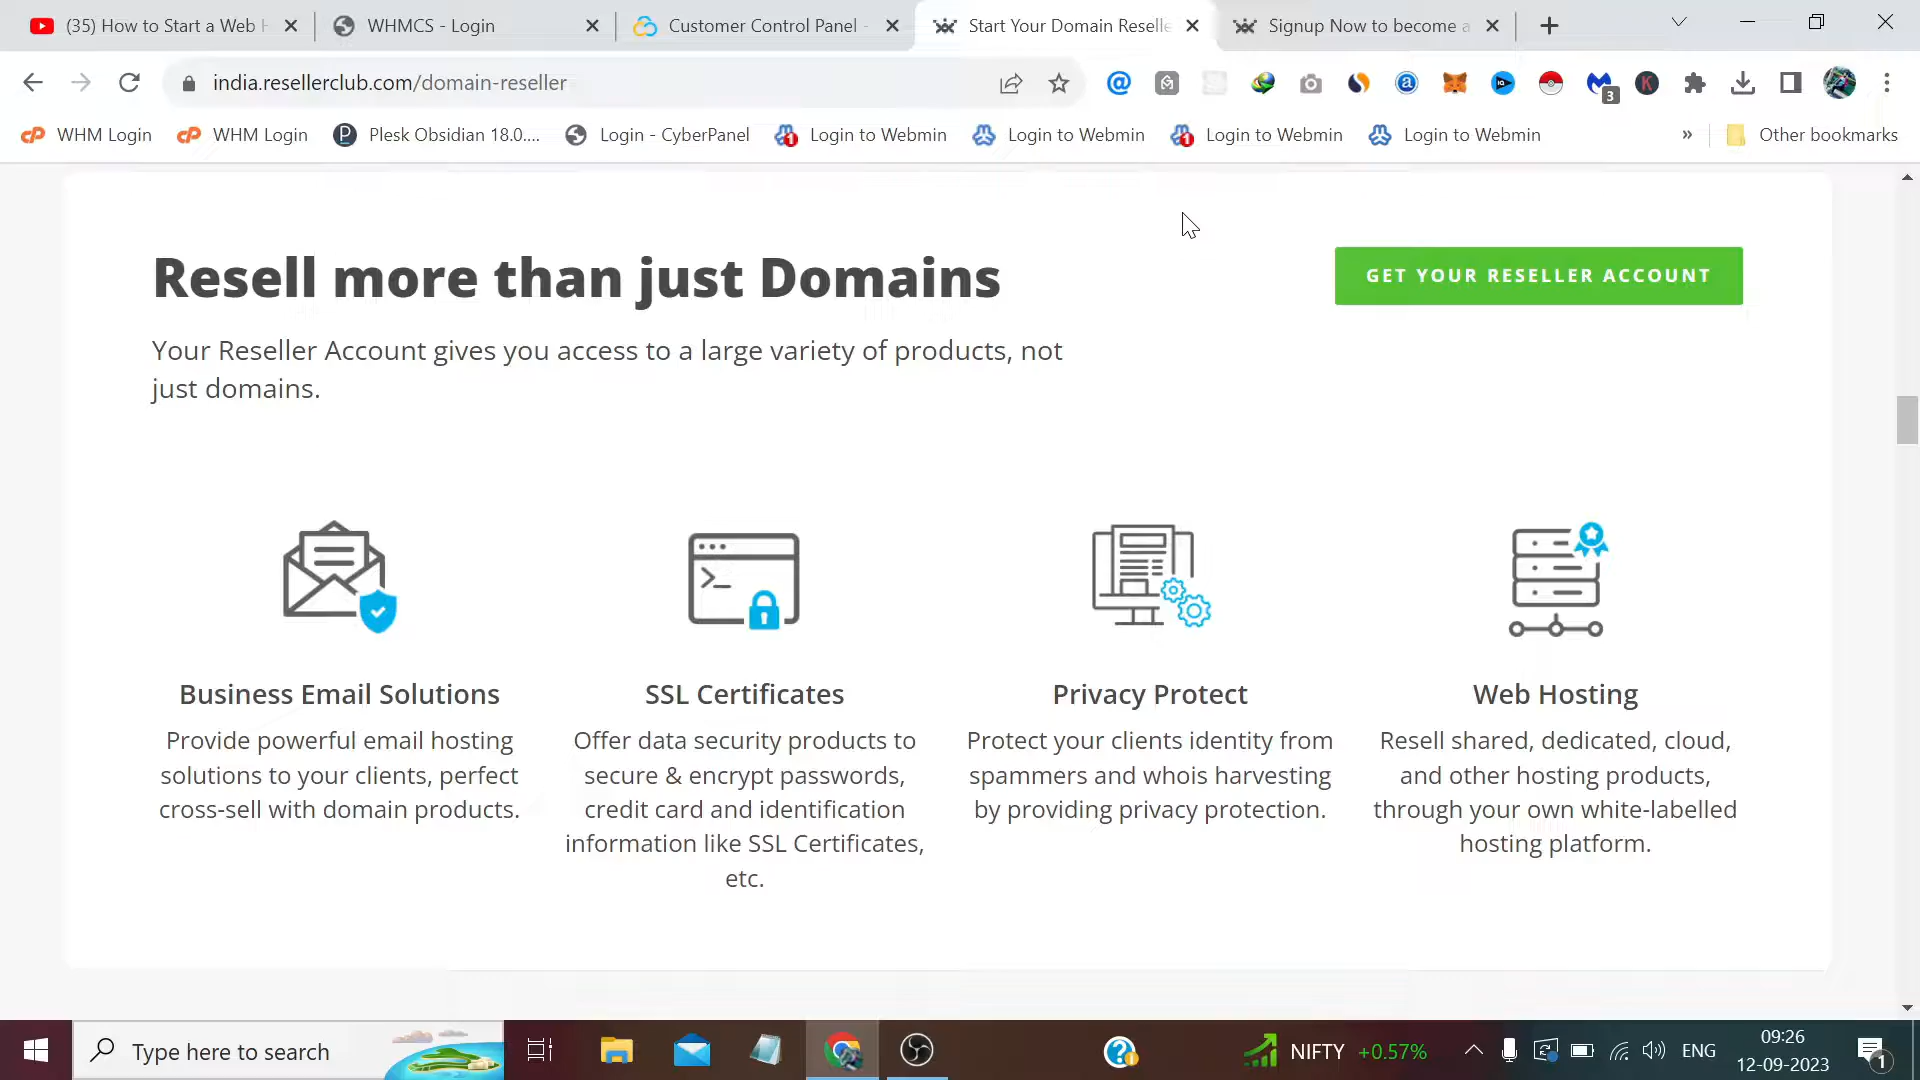 (35) How to Start a Web H
WHMCS - Login
Customer Control Panel -
Start Your Domain Reselle
Signup Now to become a
india.resellerclub.com/domain-reseller
3
WHM Login
WHM Login
Plesk Obsidian 18.0....
Login - CyberPanel
Login to Webmin
Login to Webmin
Login to Webmin
Login to Webmin
»
Other bookmarks
Resell more than just Domains
GET YOUR RESELLER ACCOUNT
Your Reseller Account gives you access to a large variety of products, not
just domains.
Business Email Solutions
Provide powerful email hosting
solutions to your clients, perfect
cross-sell with domain products.
SSL Certificates
Offer data security products to
secure & encrypt passwords,
credit card and identification
information like SSL Certificates,
etc.
Privacy Protect
Protect your clients identity from
spammers and whois harvesting
by providing privacy protection.
Web Hosting
Resell shared, dedicated, cloud,
and other hosting products,
through your own white-labelled
hosting platform.
Type here to search
NIFTY +0.57%
ENG
09:26
12-09-2023
1